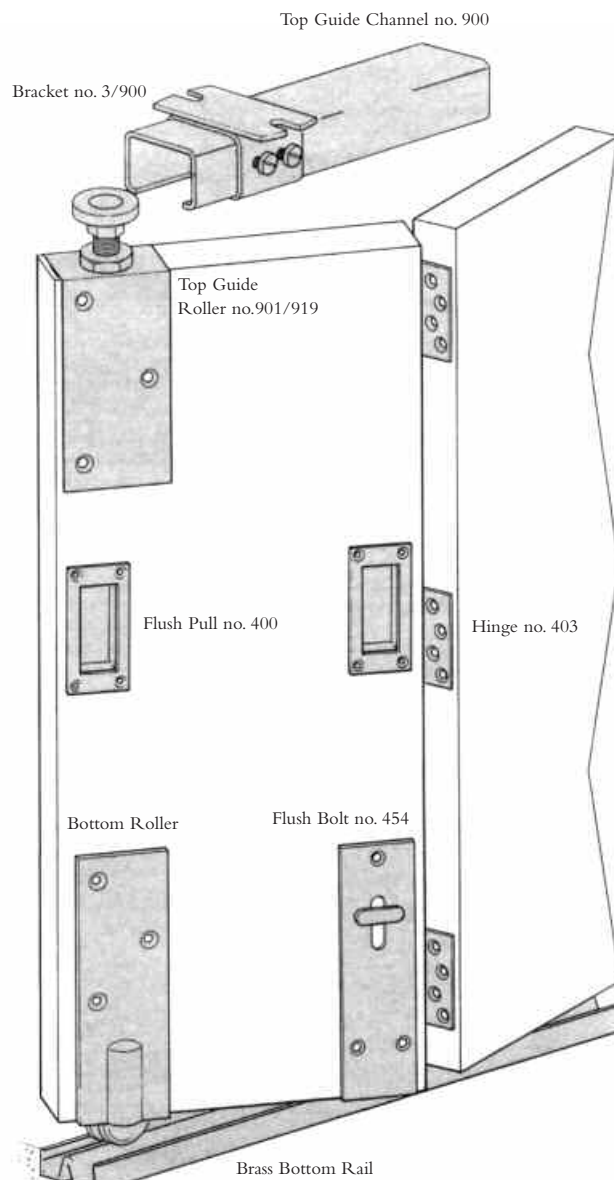 Top Guide Channel no. 900
Bracket no. 3/900
Top Guide
Roller no.901/919
Flush Pull no. 400
Hinge no. 403
Bottom Roller
Flush Bolt no. 454
Brass Bottom Rail